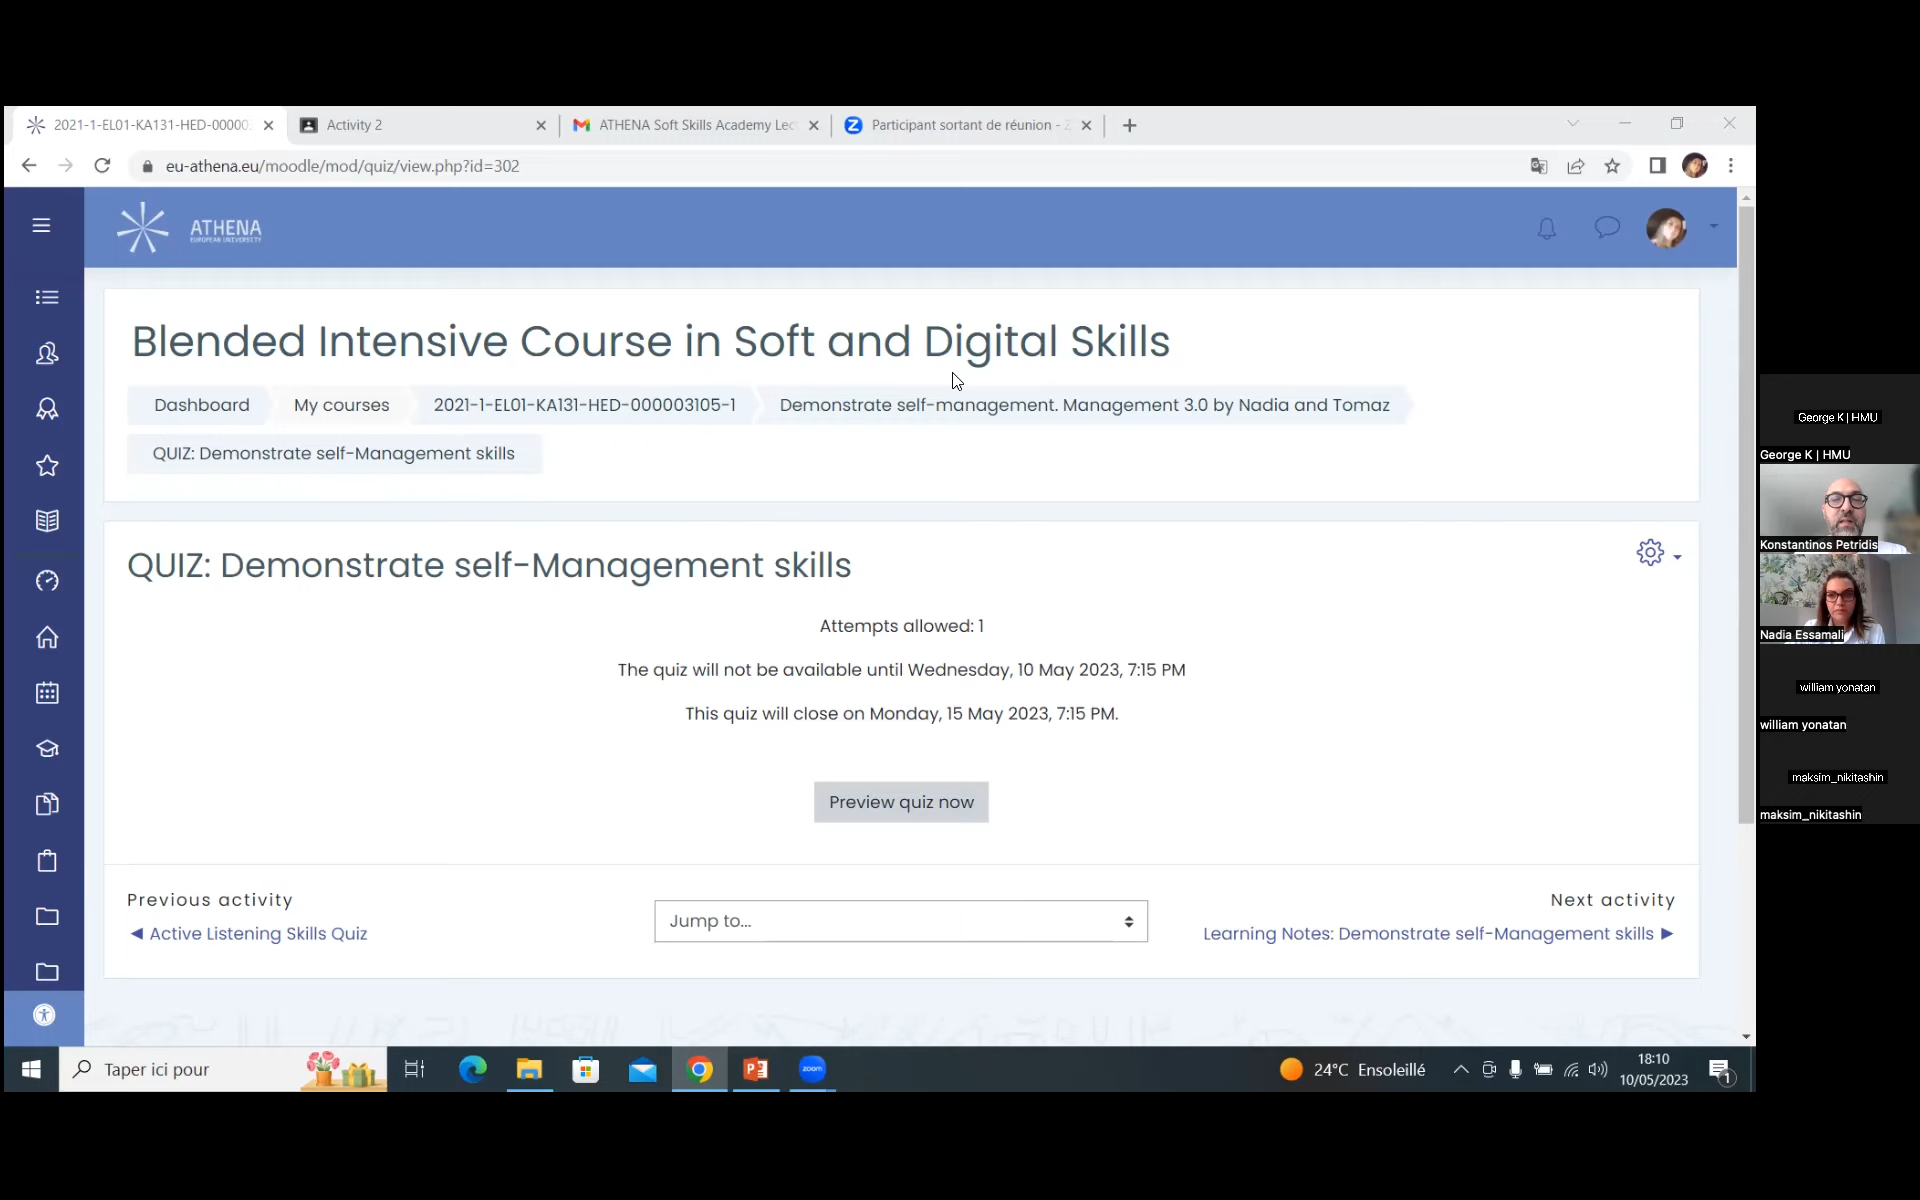 2021-1-EL01-KA131-HED-00000
Activity 2
ATHENA Soft Skills Academy Lec
Participant sortant de réunion - Z
eu-athena.eu/moodle/mod/quiz/view.php?id=302
ATHENA
EUROPEAN UNIVERSITY
Blended Intensive Course in Soft and Digital Skills
Dashboard
My courses
2021-1-EL01-KA131-HED-000003105-1
Demonstrate self-management. Management 3.0 by Nadia and Tomaz
QUIZ: Demonstrate self-Management skills
QUIZ: Demonstrate self-Management skills
Attempts allowed: 1
The quiz will not be available until Wednesday, 10 May 2023, 7:15 PM
This quiz will close on Monday, 15 May 2023, 7:15 PM.
Preview quiz now
Previous activity
◄ Active Listening Skills Quiz
Jump to...
Next activity
Learning Notes: Demonstrate self-Management skills ►
George K | HMU
George K | HMU
Konstantinos Petridis
Nadia Essamali
william yonatan
william yonatan
maksim_nikitashin
maksim_nikitashin
Taper ici pour
zoom
24°C Ensoleillé
18:10
10/05/2023
1